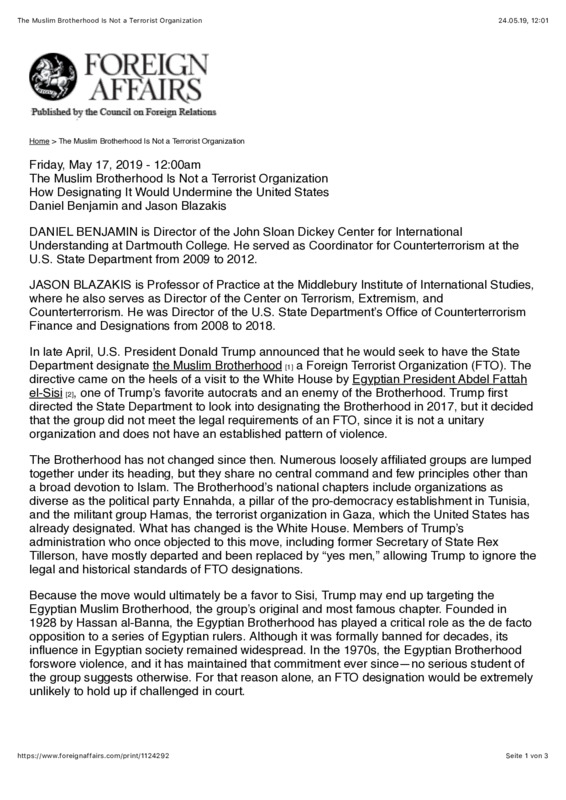 The Muslim Brotherhood Is Not a Terrorist Organization 24.05.19, 12:01
FOREIGN
AFFAIRS
Published by the Council on Foreign Relations
Home > The Muslim Brotherhood Is Not a Terrorist Organization
Friday, May 17, 2019 - 12:00am
The Muslim Brotherhood Is Not a Terrorist Organization
How Designating It Would Undermine the United States
Daniel Benjamin and Jason Blazakis
DANIEL BENJAMIN is Director of the John Sloan Dickey Center for International
Understanding at Dartmouth College. He served as Coordinator for Counterterrorism at the
U.S. State Department from 2009 to 2012.
JASON BLAZAKIS is Professor of Practice at the Middlebury Institute of International Studies,
where he also serves as Director of the Center on Terrorism, Extremism, and
Counterterrorism. He was Director of the U.S. State Department's Office of Counterterrorism
Finance and Designations from 2008 to 2018.
In late April, U.S. President Donald Trump announced that he would seek to have the State
Department designate the Muslim Brotherhood [1] a Foreign Terrorist Organization (FTO). The
directive came on the heels of a visit to the White House by Egyptian President Abdel Fattah
el-Sisi [2], one of Trump's favorite autocrats and an enemy of the Brotherhood. Trump first
directed the State Department to look into designating the Brotherhood in 2017, but it decided
that the group did not meet the legal requirements of an FTO, since it is not a unitary
organization and does not have an established pattern of violence.
The Brotherhood has not changed since then. Numerous loosely affiliated groups are lumped
together under its heading, but they share no central command and few principles other than
a broad devotion to Islam. The Brotherhood's national chapters include organizations as
diverse as the political party Ennahda, a pillar of the pro-democracy establishment in Tunisia,
and the militant group Hamas, the terrorist organization in Gaza, which the United States has
already designated. What has changed is the White House. Members of Trump's
administration who once objected to this move, including former Secretary of State Rex
Tillerson, have mostly departed and been replaced by “yes men,” allowing Trump to ignore the
legal and historical standards of FTO designations.
Because the move would ultimately be a favor to Sisi, Trump may end up targeting the
Egyptian Muslim Brotherhood, the group's original and most famous chapter. Founded in
1928 by Hassan al-Banna, the Egyptian Brotherhood has played a critical role as the de facto
opposition to a series of Egyptian rulers. Although it was formally banned for decades, its
influence in Egyptian society remained widespread. In the 1970s, the Egyptian Brotherhood
forswore violence, and it has maintained that commitment ever since—no serious student of
the group suggests otherwise. For that reason alone, an FTO designation would be extremely
unlikely to hold up if challenged in court.
https://www.foreignaffairs.com/print/1124292 Seite 1 von 3